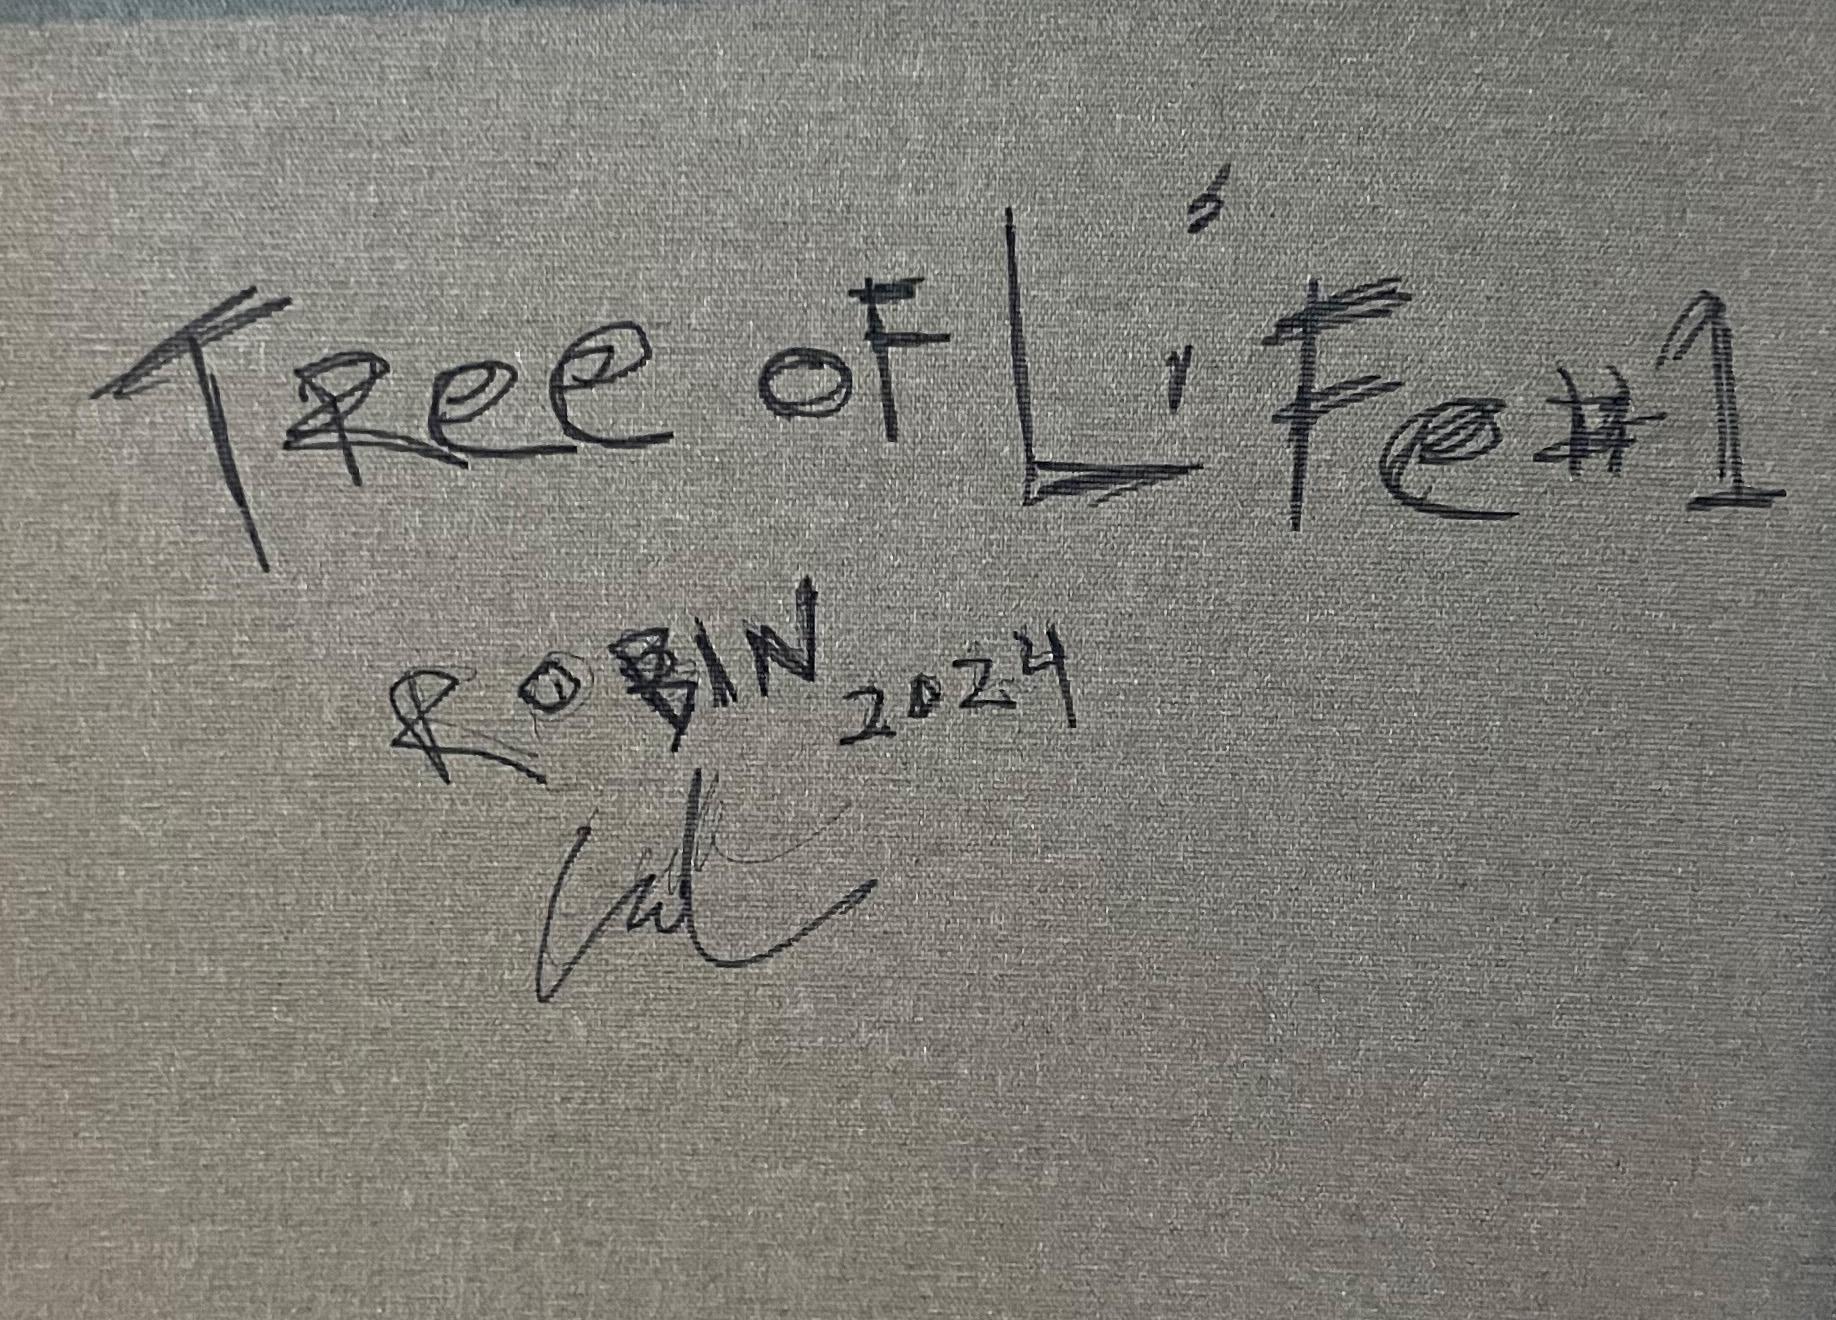 TRee oF LiFe #1
ROBIN 2024